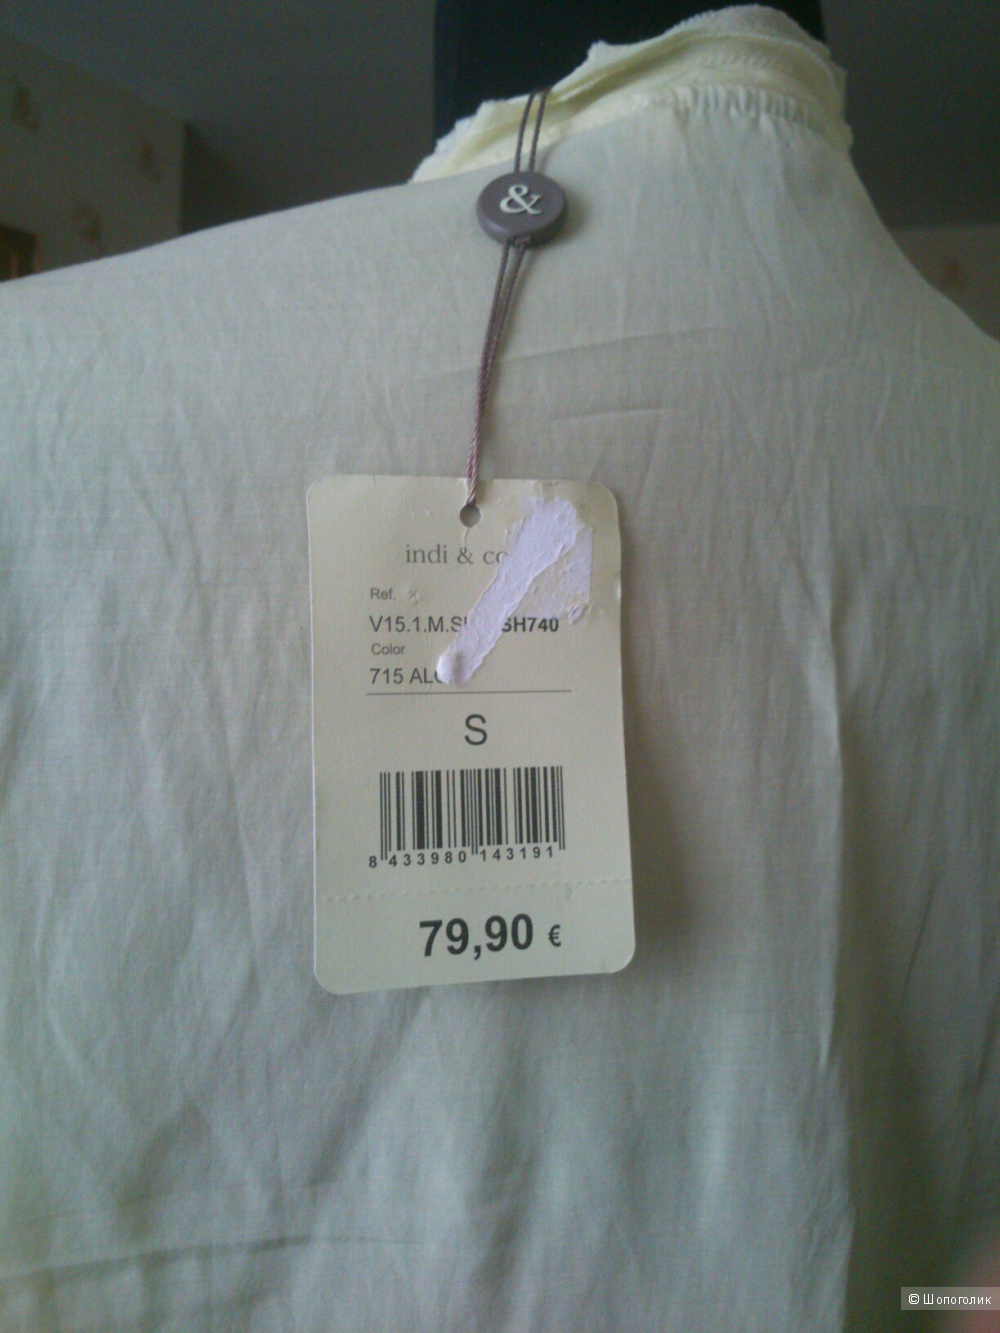 &
indi & co
Ref.
V15.1.M.S SH740
Color
715 AL
S
8 433980 143191
79,90 €
© Шопоголик